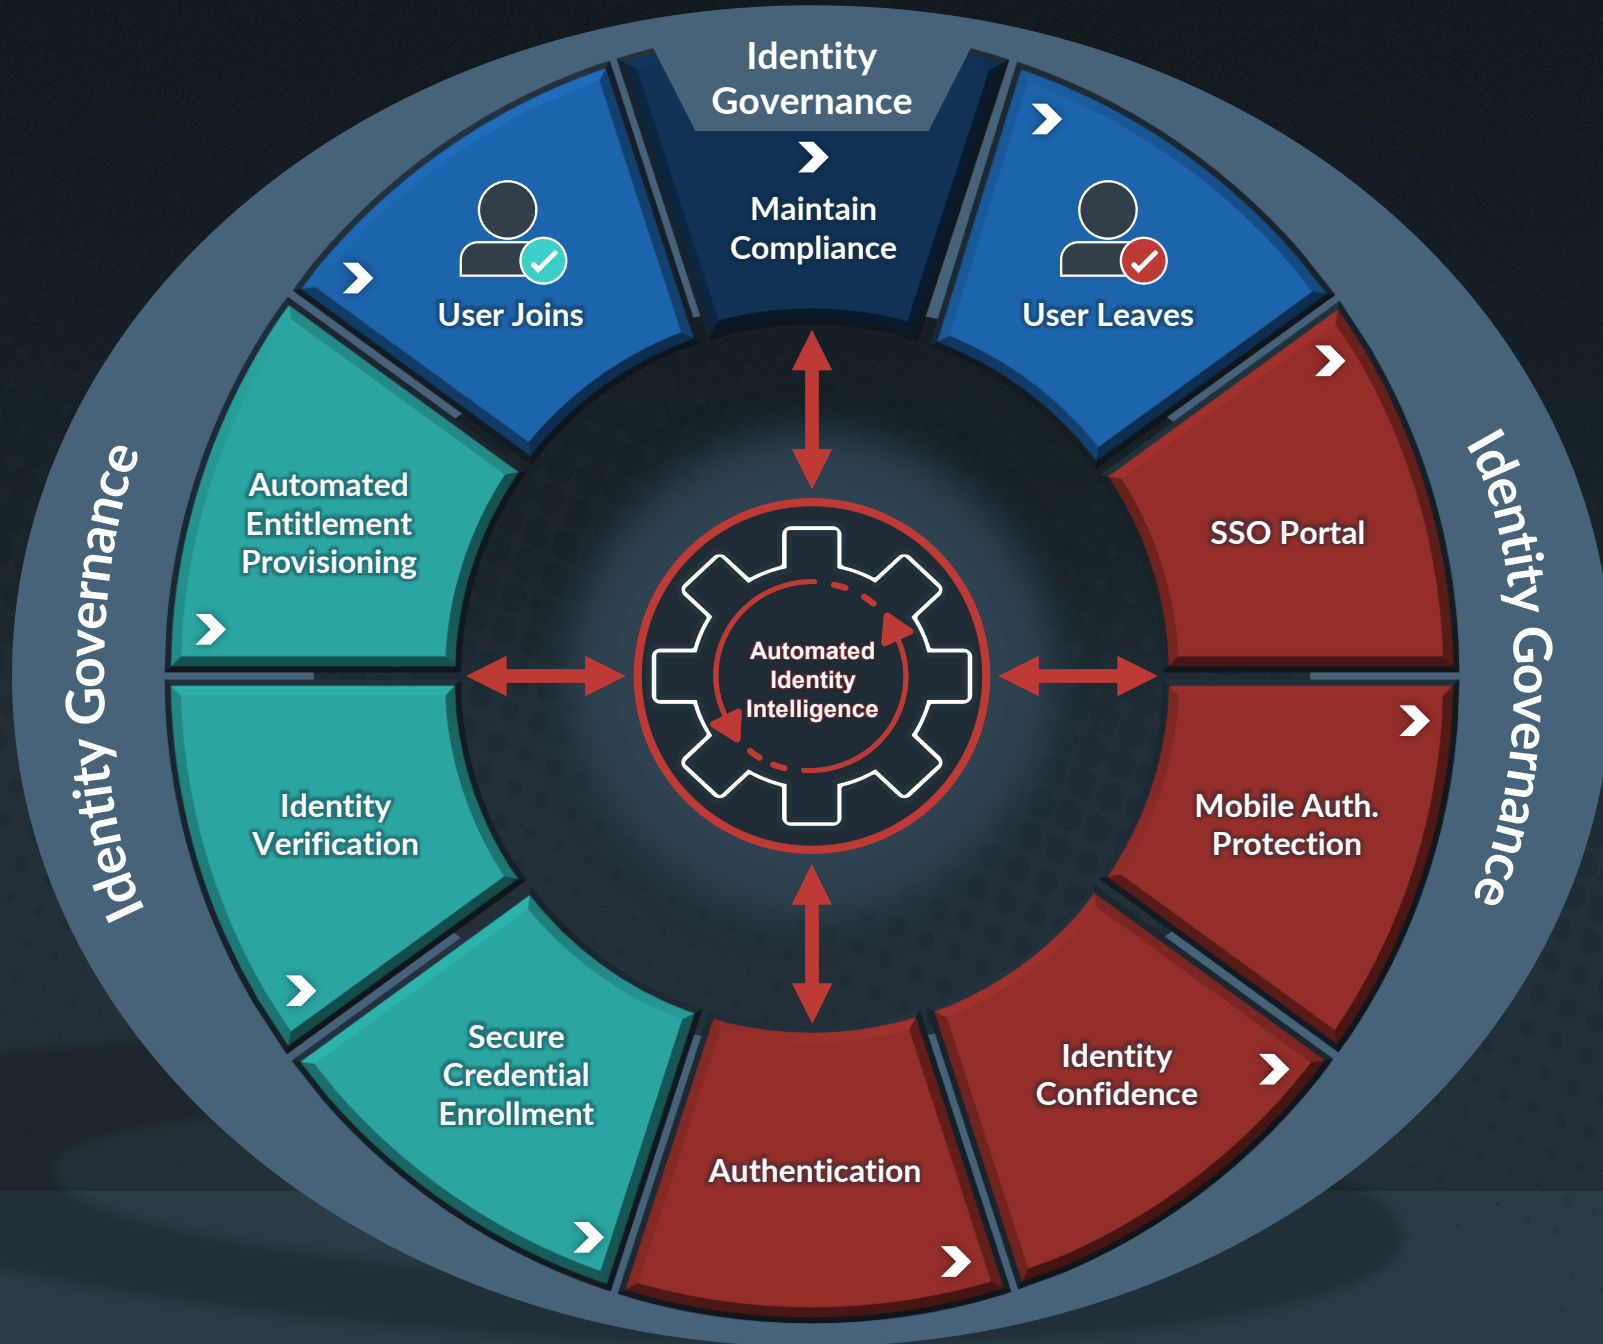 Identity
Governance
Maintain
Compliance
User Joins
User Leaves
Automated
Entitlement
Provisioning
SSO Portal
Identity Governance
Identity Governance
Automated
Identity
Intelligence
Identity
Verification
Mobile Auth.
Protection
Secure
Credential
Enrollment
Identity
Confidence
Authentication